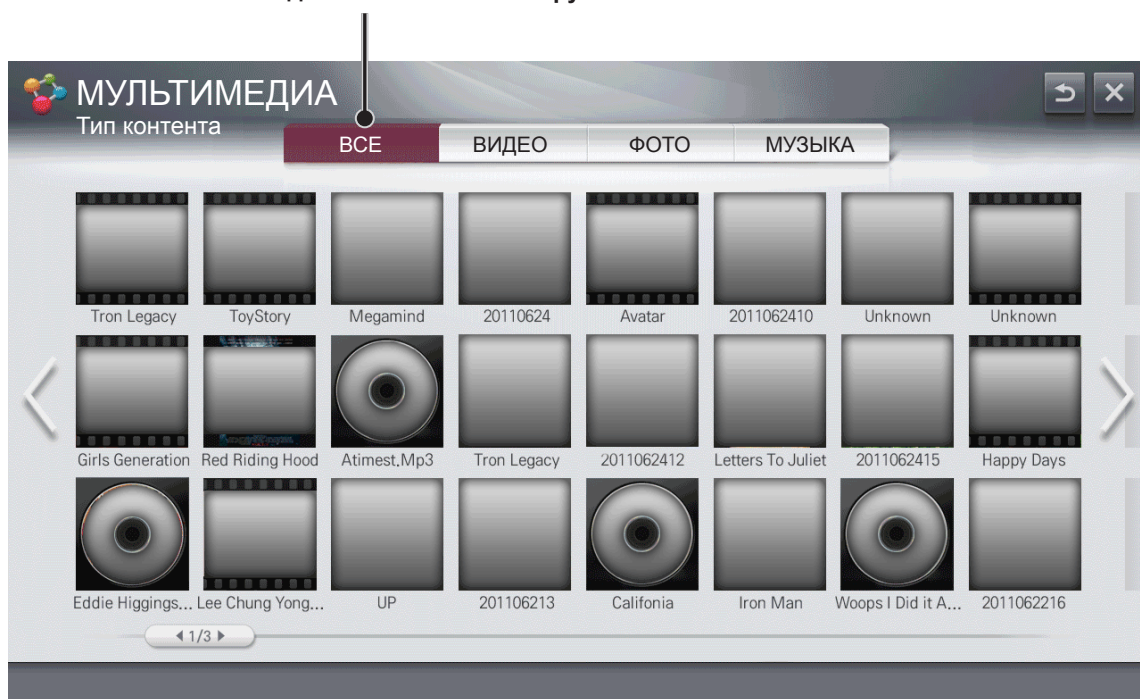 МУЛЬТИМЕДИА
Тип контента
ВСЕ ВИДЕО ФОТО МУЗЫКА
Tron Legacy ToyStory Megamind 20110624 Avatar 2011062410 Unknown Unknown
Girls Generation Red Riding Hood Atimest.Mp3 Tron Legacy 2011062412 Letters To Juliet 2011062415 Happy Days
Eddie Higgings... Lee Chung Yong... UP 201106213 Califonia Iron Man Woops I Did it A... 2011062216
1/3